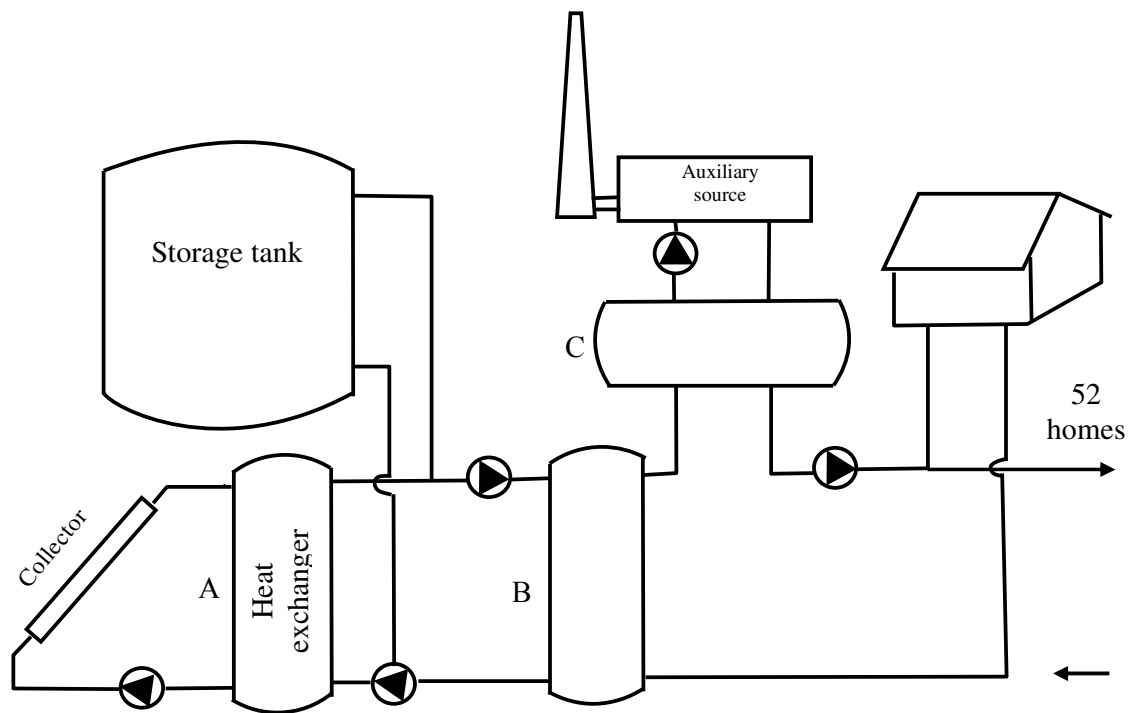 Auxiliary
source
Storage tank
C
52
homes
Collector
A
Heat
exchanger
B